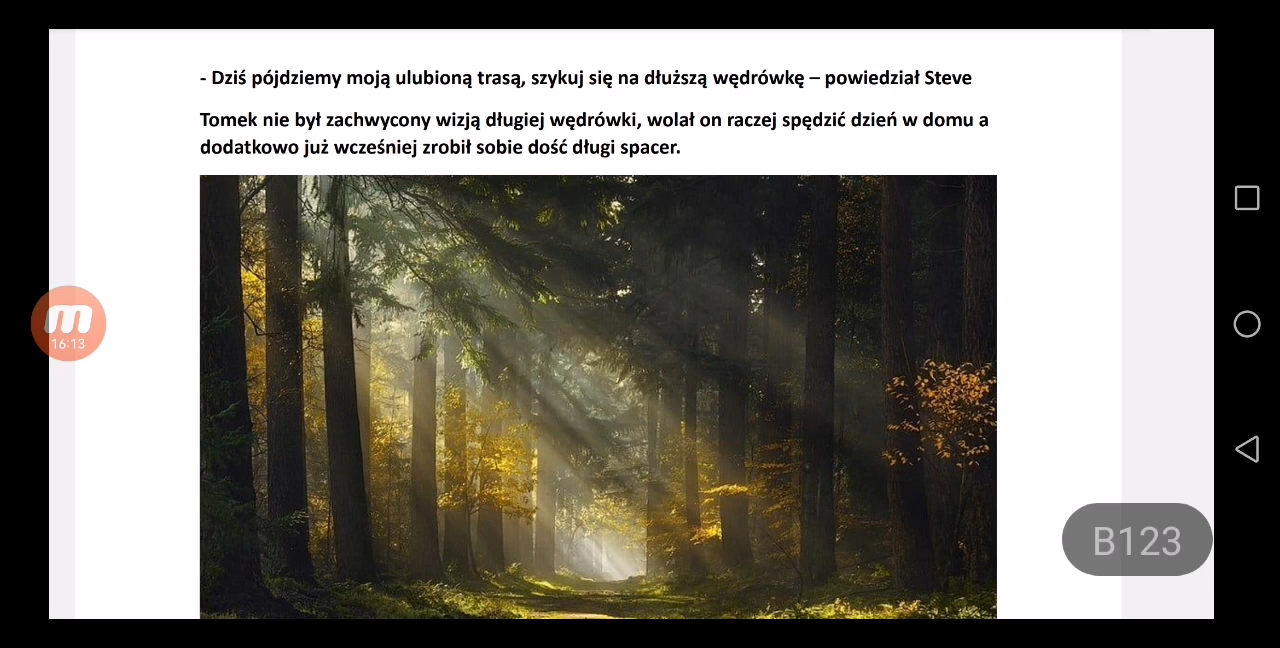 - Dziś pójdziemy moją ulubioną trasą, szykuj się na dłuższą wędrówkę – powiedział Steve
Tomek nie był zachwycony wizją długiej wędrówki, wolał on raczej spędzić dzień w domu a
dodatkowo już wcześniej zrobił sobie dość długi spacer.
16:13
B123